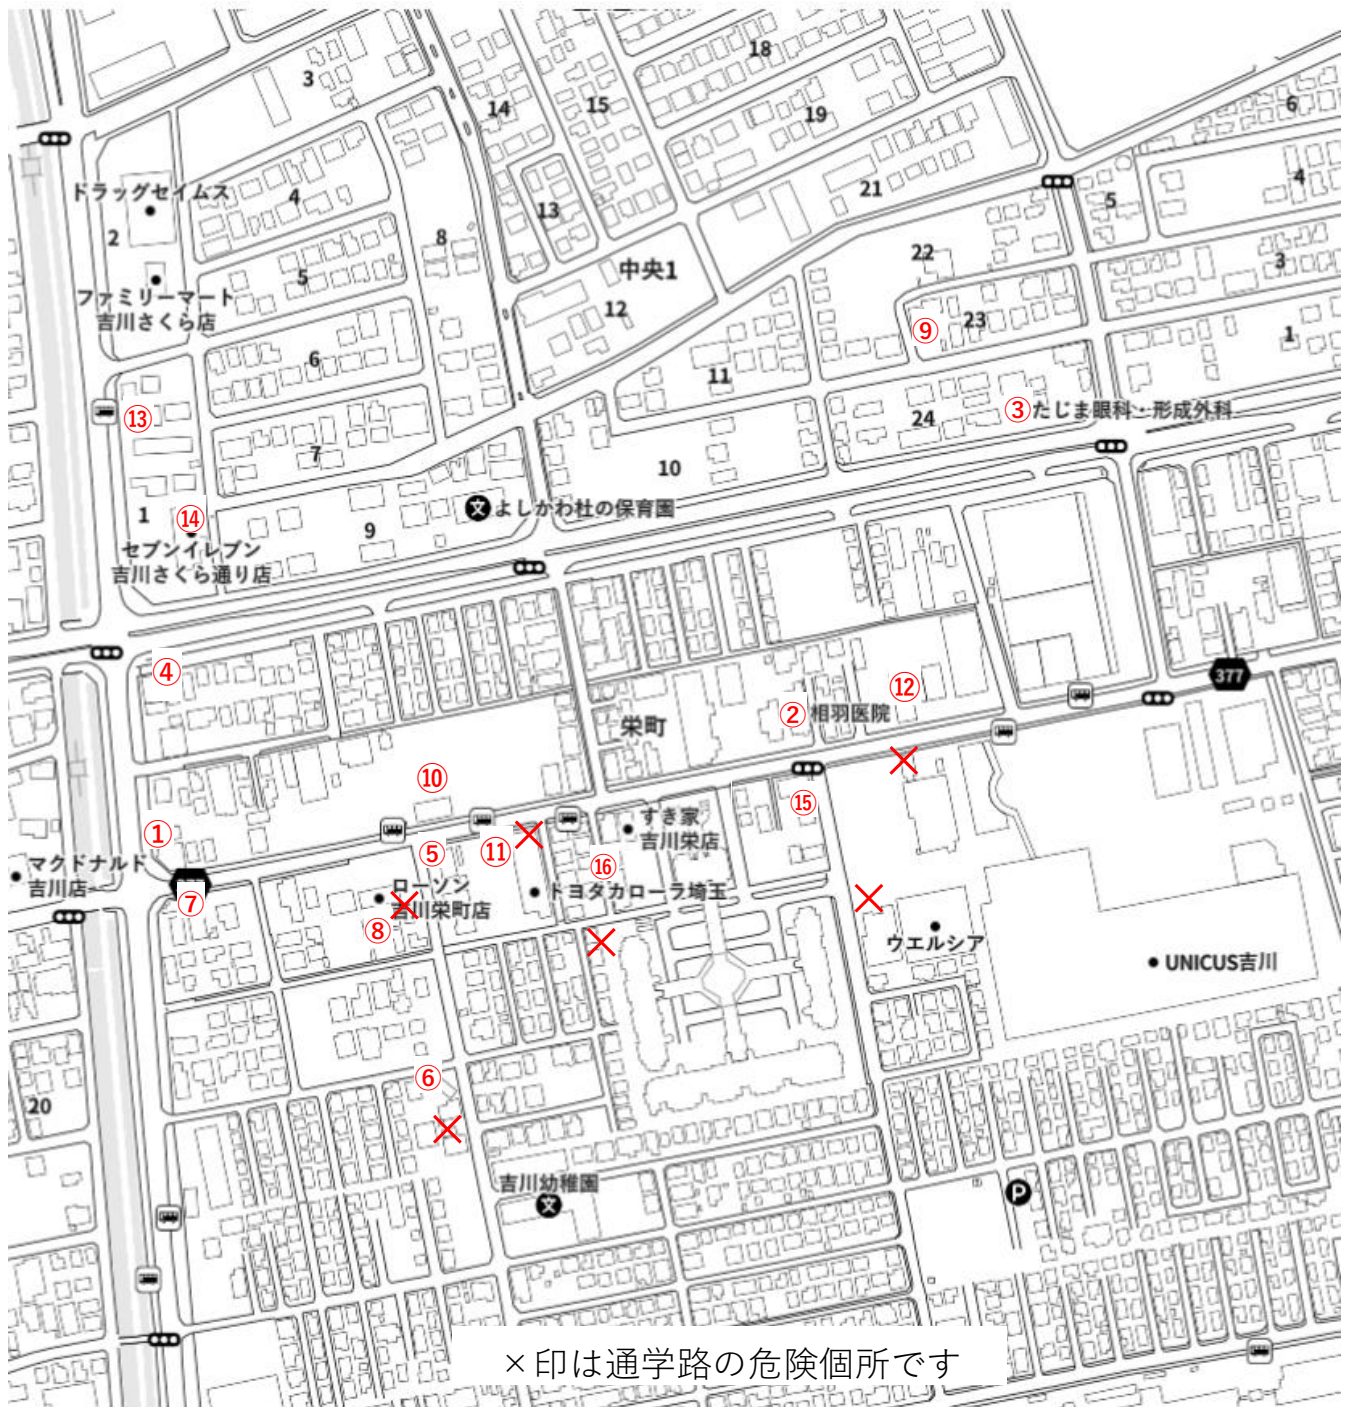 18
3
14
15
19
6
ドラッグセイムス
4
21
4
5
13
2
8
22
中央1
3
ファミリーマート
吉川さくら店
5
12
23
⑨
1
6
11
⑬
24
③たじま眼科・形成外科
7
10
1
⑭
9
文よしかわ杜の保育園
セブンイレブン
吉川さくら通り店
④
377
⑫
②相羽医院
栄町
⑩
⑮
①
すき家
吉川栄店
⑤
⑪
マクドナルド
吉川店
⑯
⑦
ローソン
吉川栄町店
トヨタカローラ埼玉
⑧
ウエルシア
UNICUS吉川
⑥
20
吉川幼稚園
文
P
×印は通学路の危険個所です